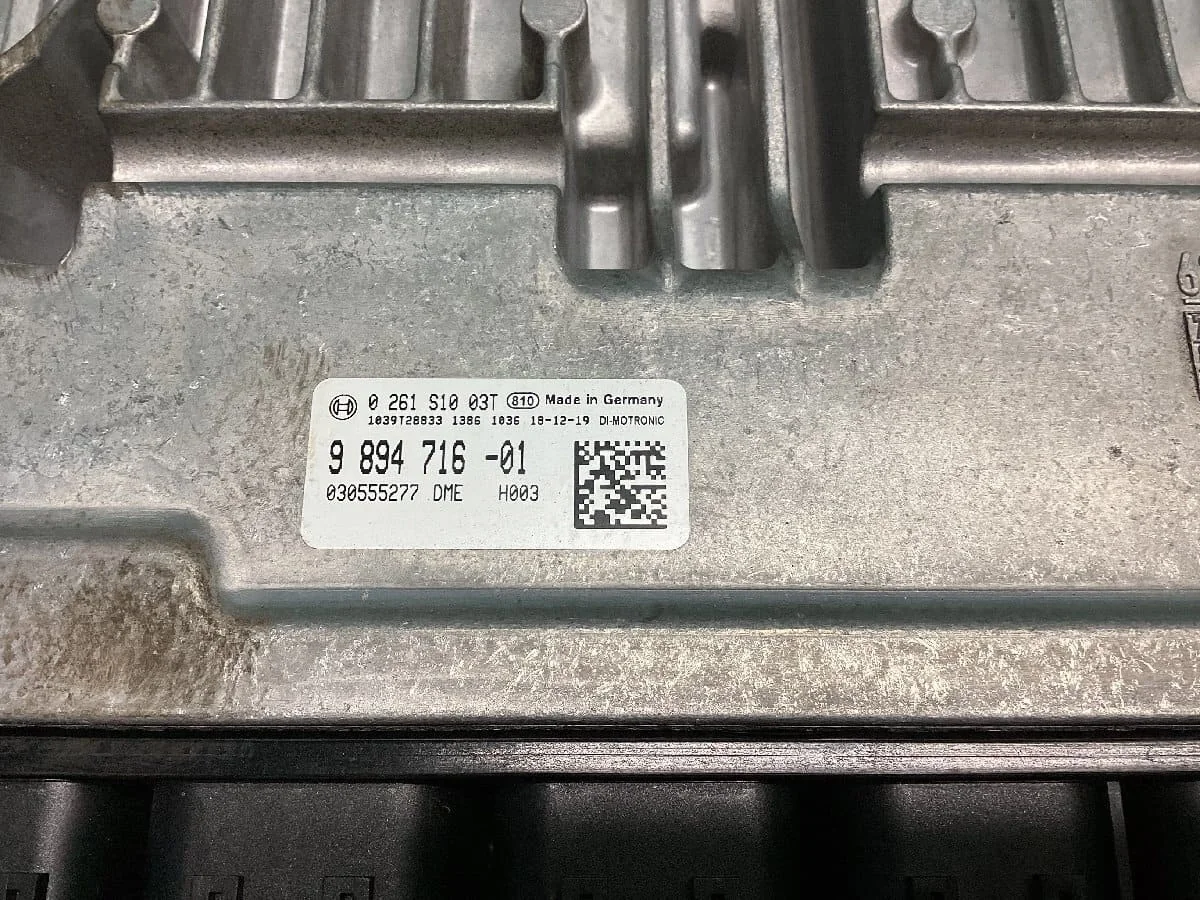 0 261 S10 03T 810 Made in Germany
1039T28833 1386 1036 18-12-19 DI-MOTRONIC
9 894 716 -01
030555277 DME H003